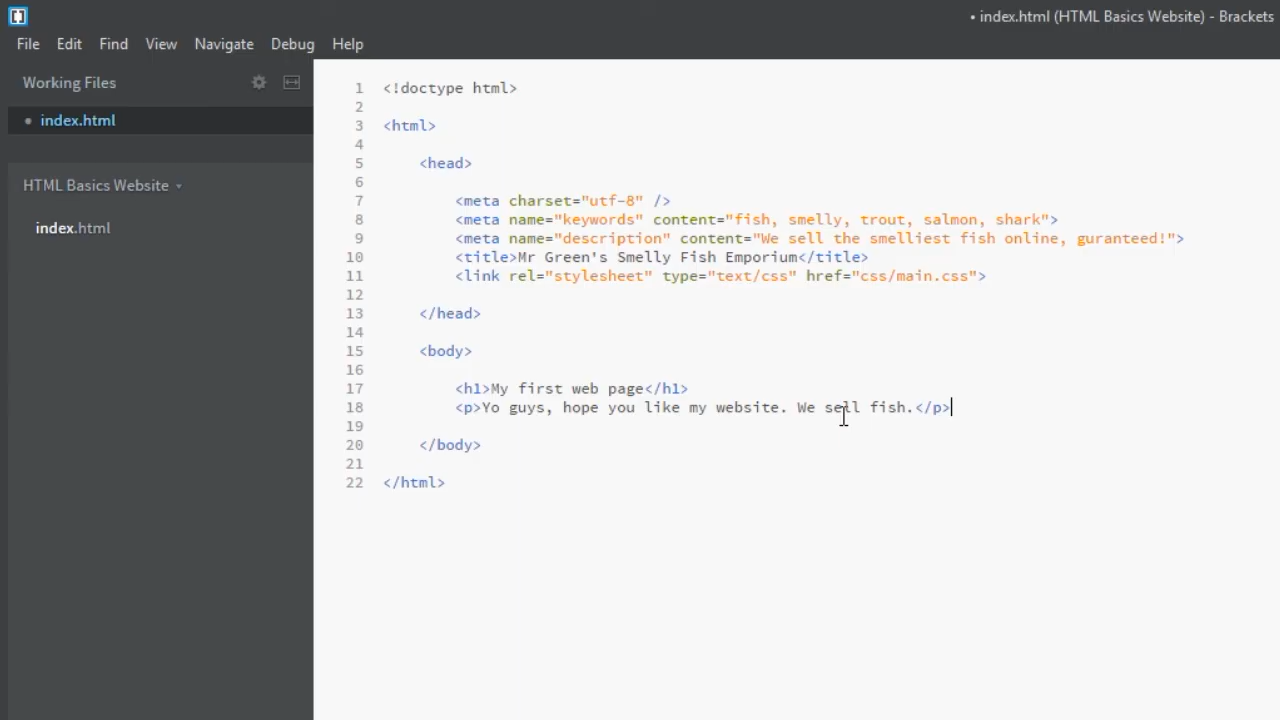 • index.html (HTML Basics Website) - Brackets
File Edit Find View Navigate Debug Help
Working Files
• index.html
HTML Basics Website
index.html
1 <!doctype html>
2
3 <html>
4
5 <head>
6
7 <meta charset="utf-8" />
8 <meta name="keywords" content="fish, smelly, trout, salmon, shark">
9 <meta name="description" content="We sell the smelliest fish online, guranteed!">
10 <title>Mr Green's Smelly Fish Emporium</title>
11 <link rel="stylesheet" type="text/css" href="css/main.css">
12
13 </head>
14
15 <body>
16
17 <h1>My first web page</h1>
18 <p>Yo guys, hope you like my website. We sell fish.</p>
19
20 </body>
21
22 </html>